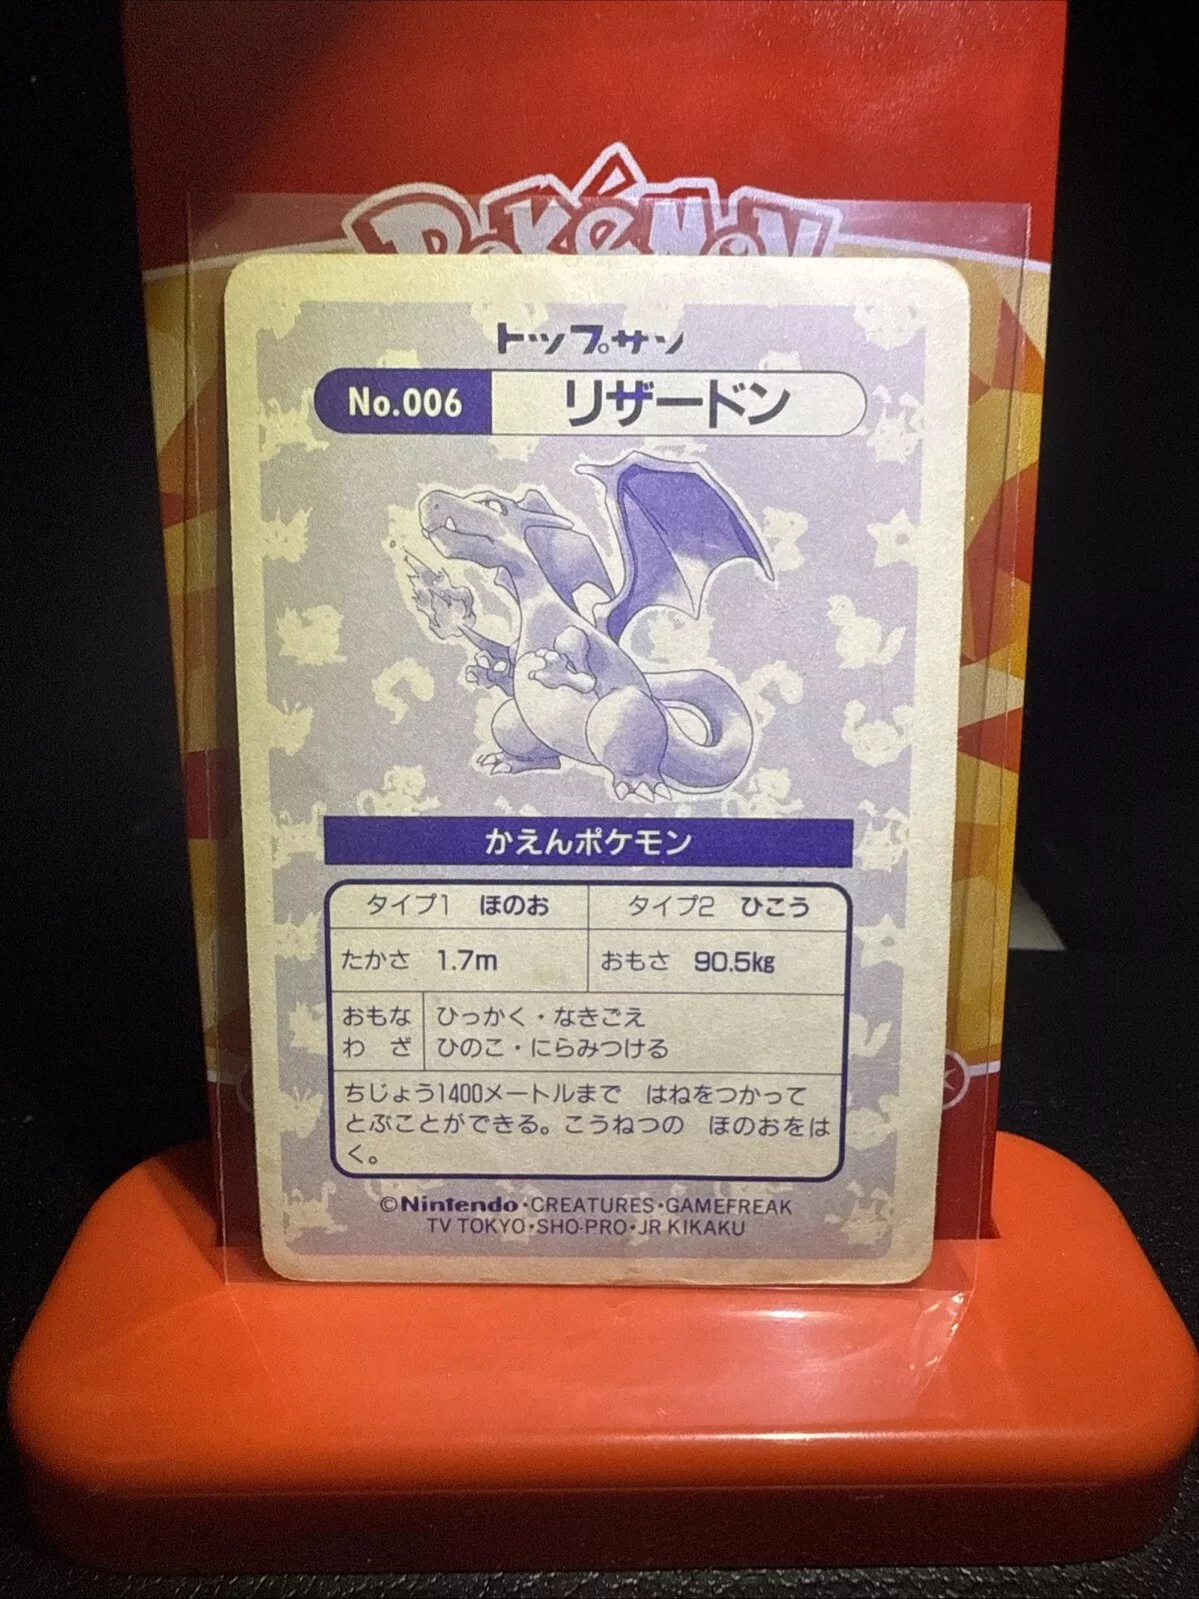 POKéMON
トップサン
No.006 リザードン
かえんポケモン
タイプ1 ほのお タイプ2 ひこう
たかさ 1.7m おもさ 90.5kg
おもな ひっかく・なきごえ
わざ ひのこ・にらみつける
ちじょう1400メートルまで はねをつかって
とぶことができる。こうねつの ほのおをは
く。
©Nintendo・CREATURES・GAMEFREAK
TV TOKYO・SHO-PRO・JR KIKAKU